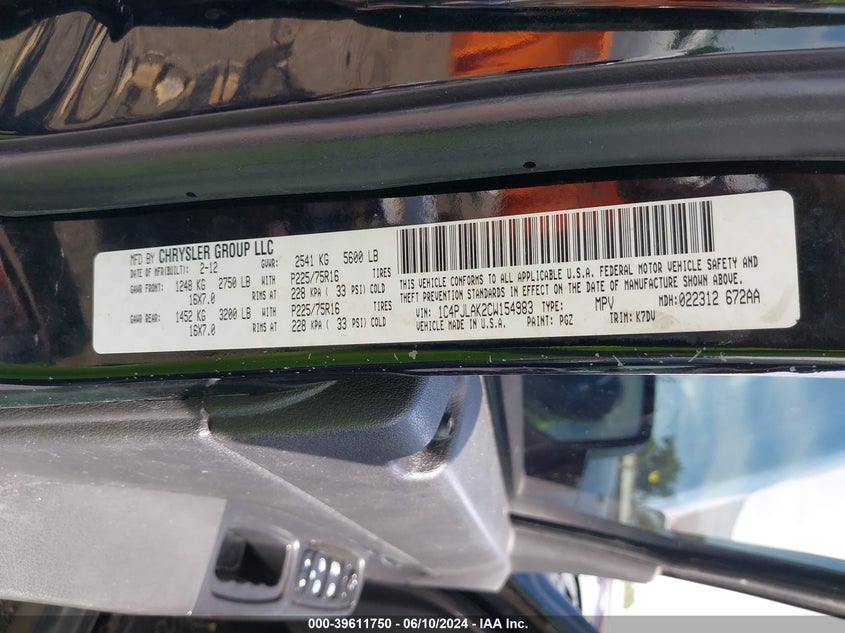 MFD BY CHRYSLER GROUP LLC
DATE OF MFR(BUILT): 2-12 GVWR: 2541 KG 5600 LB
GAWR FRONT: 1248 KG 2750 LB WITH P225/75R16 TIRES
16X7.0 RIMS AT 228 KPA ( 33 PSI) COLD
GAWR REAR: 1452 KG 3200 LB WITH P225/75R16 TIRES
16X7.0 RIMS AT 228 KPA ( 33 PSI) COLD
THIS VEHICLE CONFORMS TO ALL APPLICABLE U.S.A. FEDERAL MOTOR VEHICLE SAFETY AND
THEFT PREVENTION STANDARDS IN EFFECT ON THE DATE OF MANUFACTURE SHOWN ABOVE.
VIN: 1C4PJLAK2CW154983 TYPE: MPV MDH: 022312 672AA
VEHICLE MADE IN U.S.A. PAINT: PGZ TRIM: K7DV
000-39611750 - 06/10/2024 - IAA Inc.